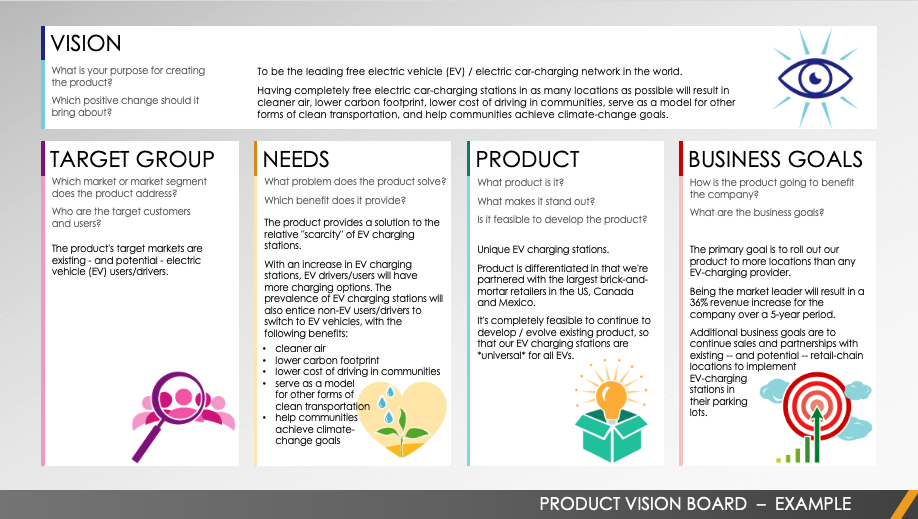 VISION
What is your purpose for creating
the product?
Which positive change should it
bring about?
To be the leading free electric vehicle (EV) / electric car-charging network in the world.
Having completely free electric car-charging stations in as many locations as possible will result in
cleaner air, lower carbon footprint, lower cost of driving in communities, serve as a model for other
forms of clean transportation, and help communities achieve climate-change goals.
TARGET GROUP
Which market or market segment
does the product address?
Who are the target customers
and users?
The product's target markets are
existing - and potential - electric
vehicle (EV) users/drivers.
NEEDS
What problem does the product solve?
Which benefit does it provide?
The product provides a solution to the
relative "scarcity" of EV charging
stations.
With an increase in EV charging
stations, EV drivers/users will have
more charging options. The
prevalence of EV charging stations will
also entice non-EV users/drivers to
switch to EV vehicles, with the
following benefits:
• cleaner air
• lower carbon footprint
• lower cost of driving in communities
• serve as a model
for other forms of
clean transportation
• help communities
achieve climate-
change goals
PRODUCT
What product is it?
What makes it stand out?
Is it feasible to develop the product?
Unique EV charging stations.
Product is differentiated in that we're
partnered with the largest brick-and-
mortar retailers in the US, Canada
and Mexico.
It's completely feasible to continue to
develop / evolve existing product, so
that our EV charging stations are
*universal* for all EVs.
BUSINESS GOALS
How is the product going to benefit
the company?
What are the business goals?
The primary goal is to roll out our
product to more locations than any
EV-charging provider.
Being the market leader will result in a
36% revenue increase for the
company over a 5-year period.
Additional business goals are to
continue sales and partnerships with
existing -- and potential -- retail-chain
locations to implement
EV-charging
stations in
their parking
lots.
PRODUCT VISION BOARD – EXAMPLE